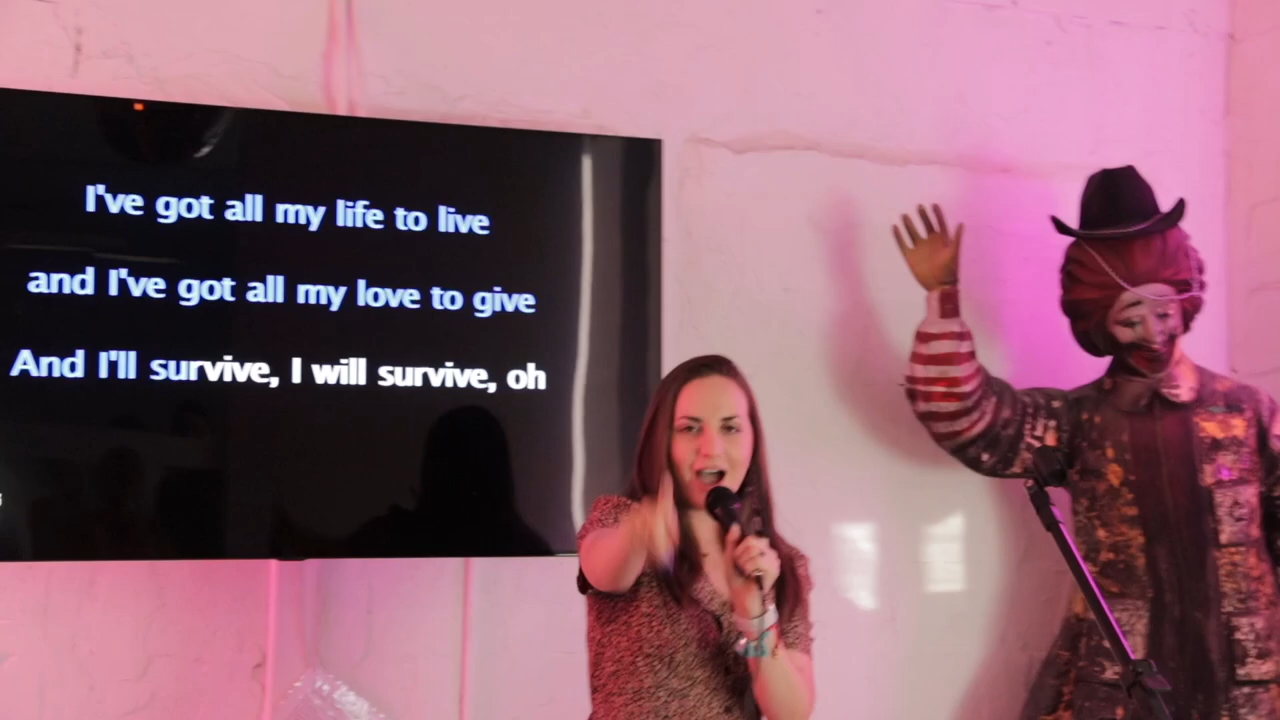 I've got all my life to live
and I've got all my love to give
And I'll survive, I will survive, oh